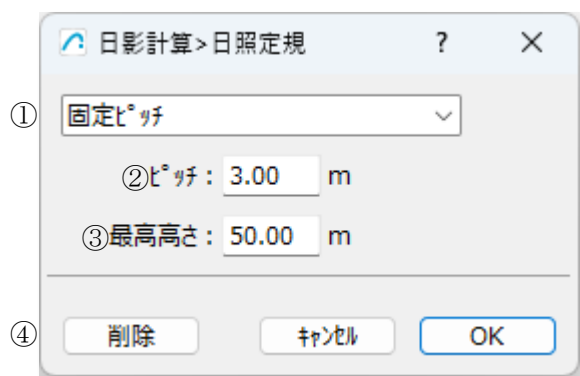 日影計算>日照定規 ? ×
① 固定ﾋﾟｯﾁ
②ﾋﾟｯﾁ : 3.00 m
③最高高さ : 50.00 m
④ 削除 ｷｬﾝｾﾙ OK